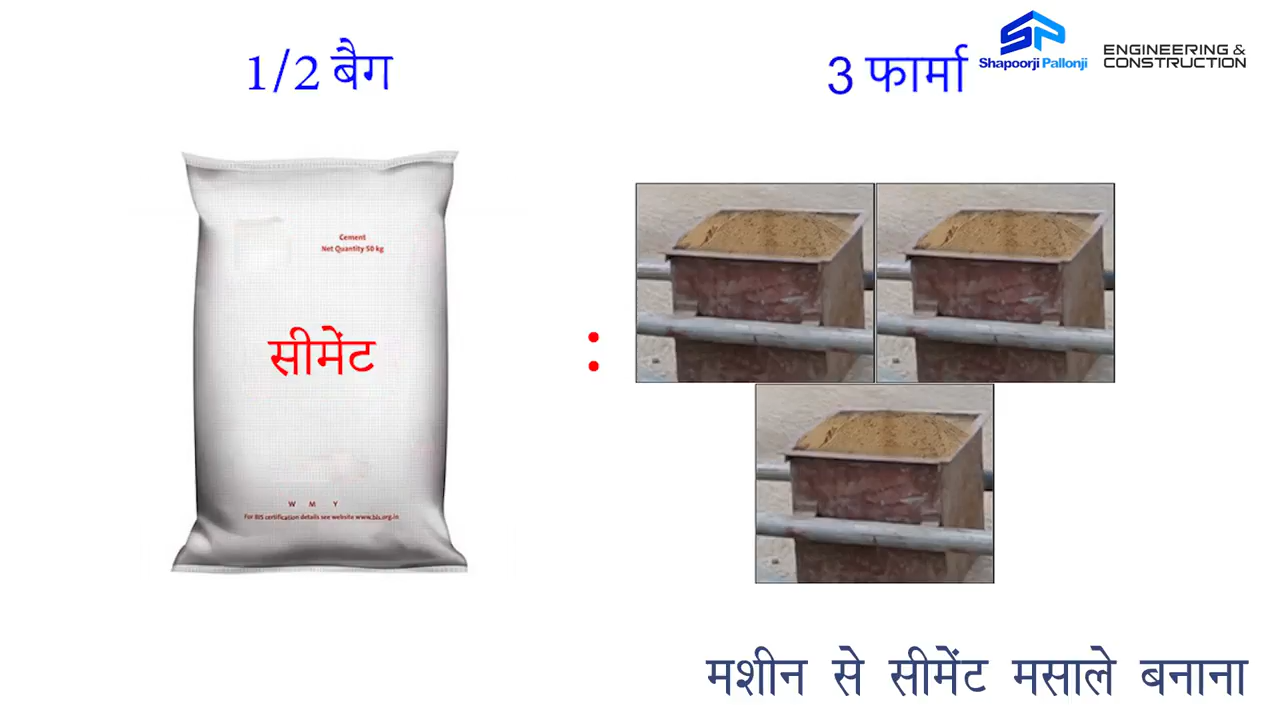 1/2 बैग
3 फार्मा
SP
Shapoorji Pallonji
ENGINEERING &
CONSTRUCTION
Cement
Net Quantity 50 kg
सीमेंट
:
W M Y
For BIS certification details see website www.bis.org.in
मशीन से सीमेंट मसाले बनाना